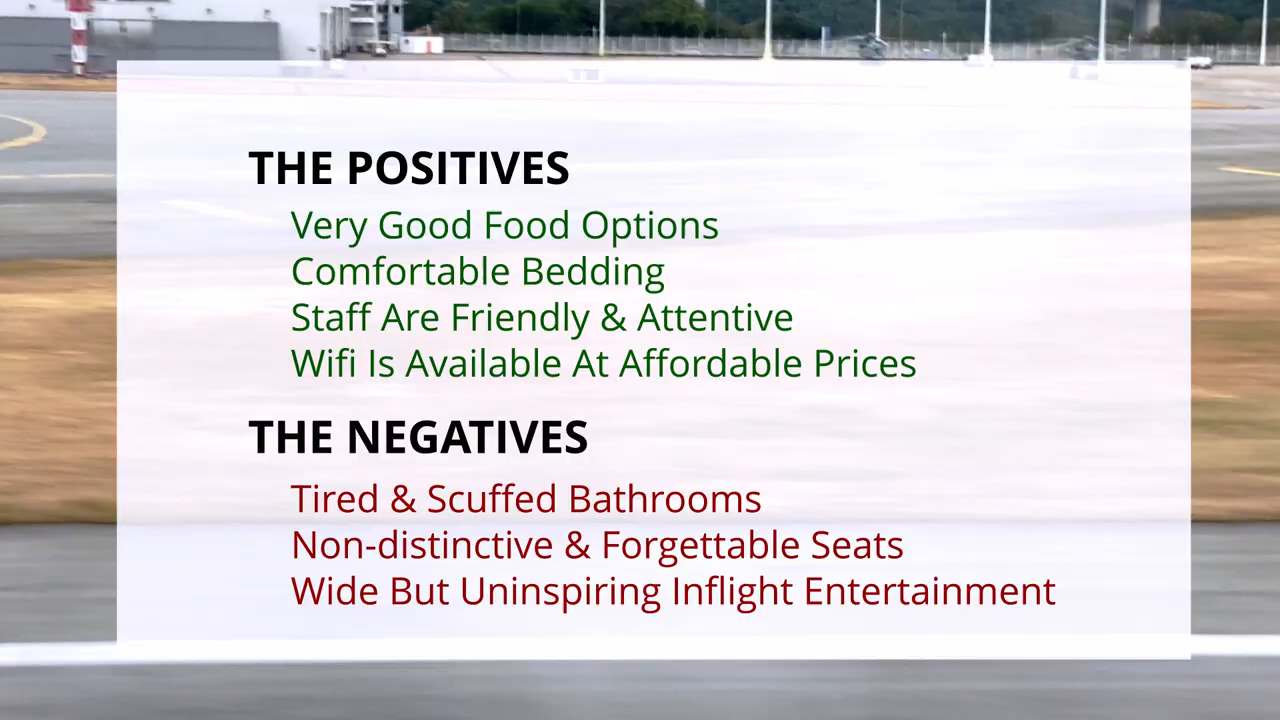 THE POSITIVES
Very Good Food Options
Comfortable Bedding
Staff Are Friendly & Attentive
Wifi Is Available At Affordable Prices
THE NEGATIVES
Tired & Scuffed Bathrooms
Non-distinctive & Forgettable Seats
Wide But Uninspiring Inflight Entertainment